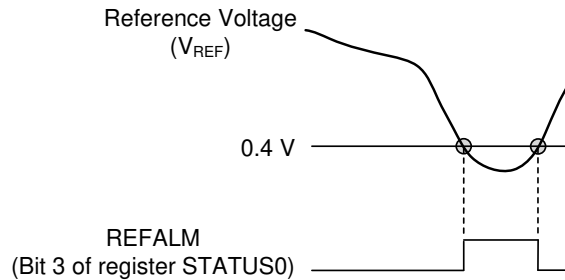 Reference Voltage
(VREF)
0.4 V
REFALM
(Bit 3 of register STATUS0)